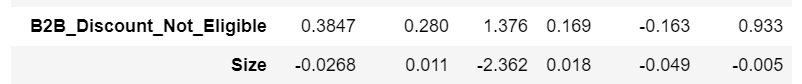 B2B_Discount_Not_Eligible 0.3847 0.280 1.376 0.169 -0.163 0.933
Size -0.0268 0.011 -2.362 0.018 -0.049 -0.005